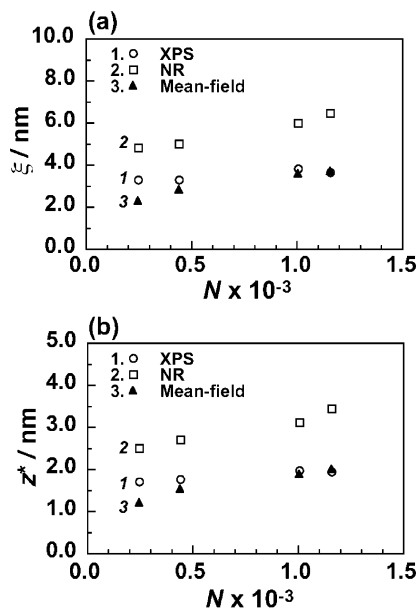 (a)
10.0
8.0
6.0
4.0
2.0
0.0
ξ / nm
1. ○ XPS
2. □ NR
3. ▲ Mean-field
2
1
3
0.0 0.5 1.0 1.5
N x 10⁻³
(b)
5.0
4.0
3.0
2.0
1.0
0.0
z* / nm
1. ○ XPS
2. □ NR
3. ▲ Mean-field
2
1
3
0.0 0.5 1.0 1.5
N x 10⁻³